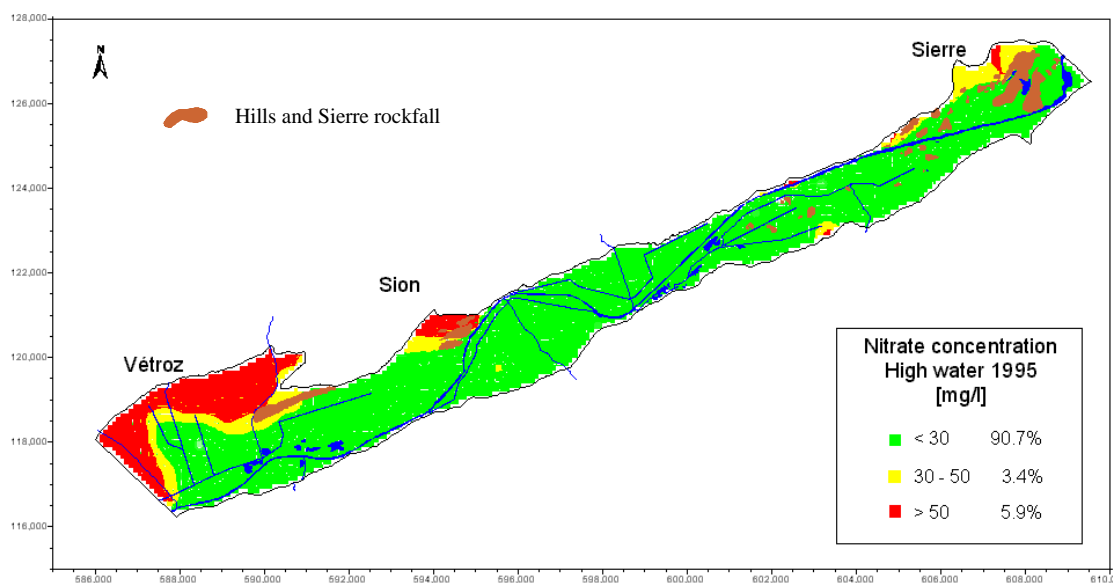 128,000
126,000
124,000
122,000
120,000
118,000
116,000
N
Sierre
Hills and Sierre rockfall
Sion
Vétroz
Nitrate concentration
High water 1995
[mg/l]
< 30 90.7%
30 - 50 3.4%
> 50 5.9%
586,000 588,000 590,000 592,000 594,000 596,000 598,000 600,000 602,000 604,000 606,000 608,000